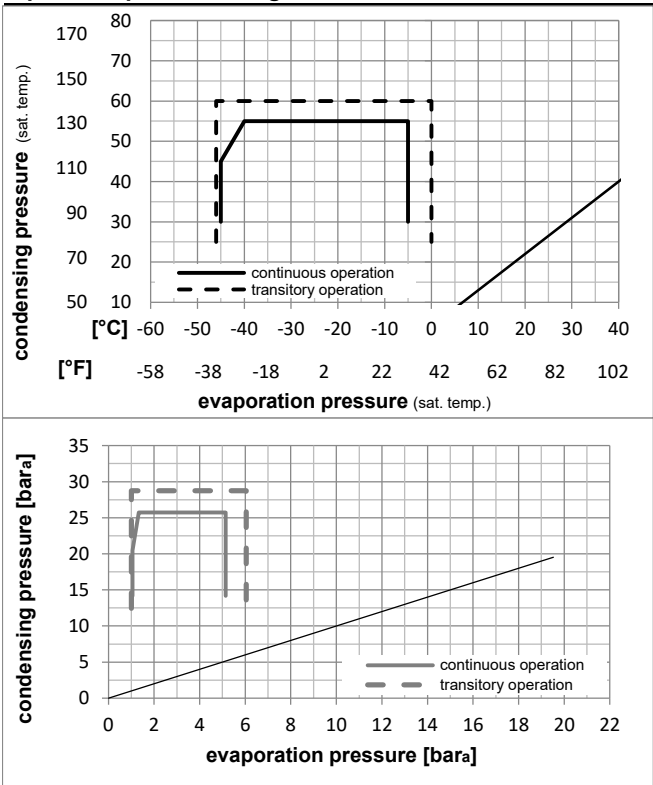 condensing pressure (sat. temp.)
170 80
70
150 60
130 50
110 40
90 30
70 20
50 10
continuous operation
transitory operation
[°C] -60 -50 -40 -30 -20 -10 0 10 20 30 40
[°F] -58 -38 -18 2 22 42 62 82 102
evaporation pressure (sat. temp.)
condensing pressure [bara]
35
30
25
20
15
10
5
0
continuous operation
transitory operation
0 2 4 6 8 10 12 14 16 18 20 22
evaporation pressure [bara]